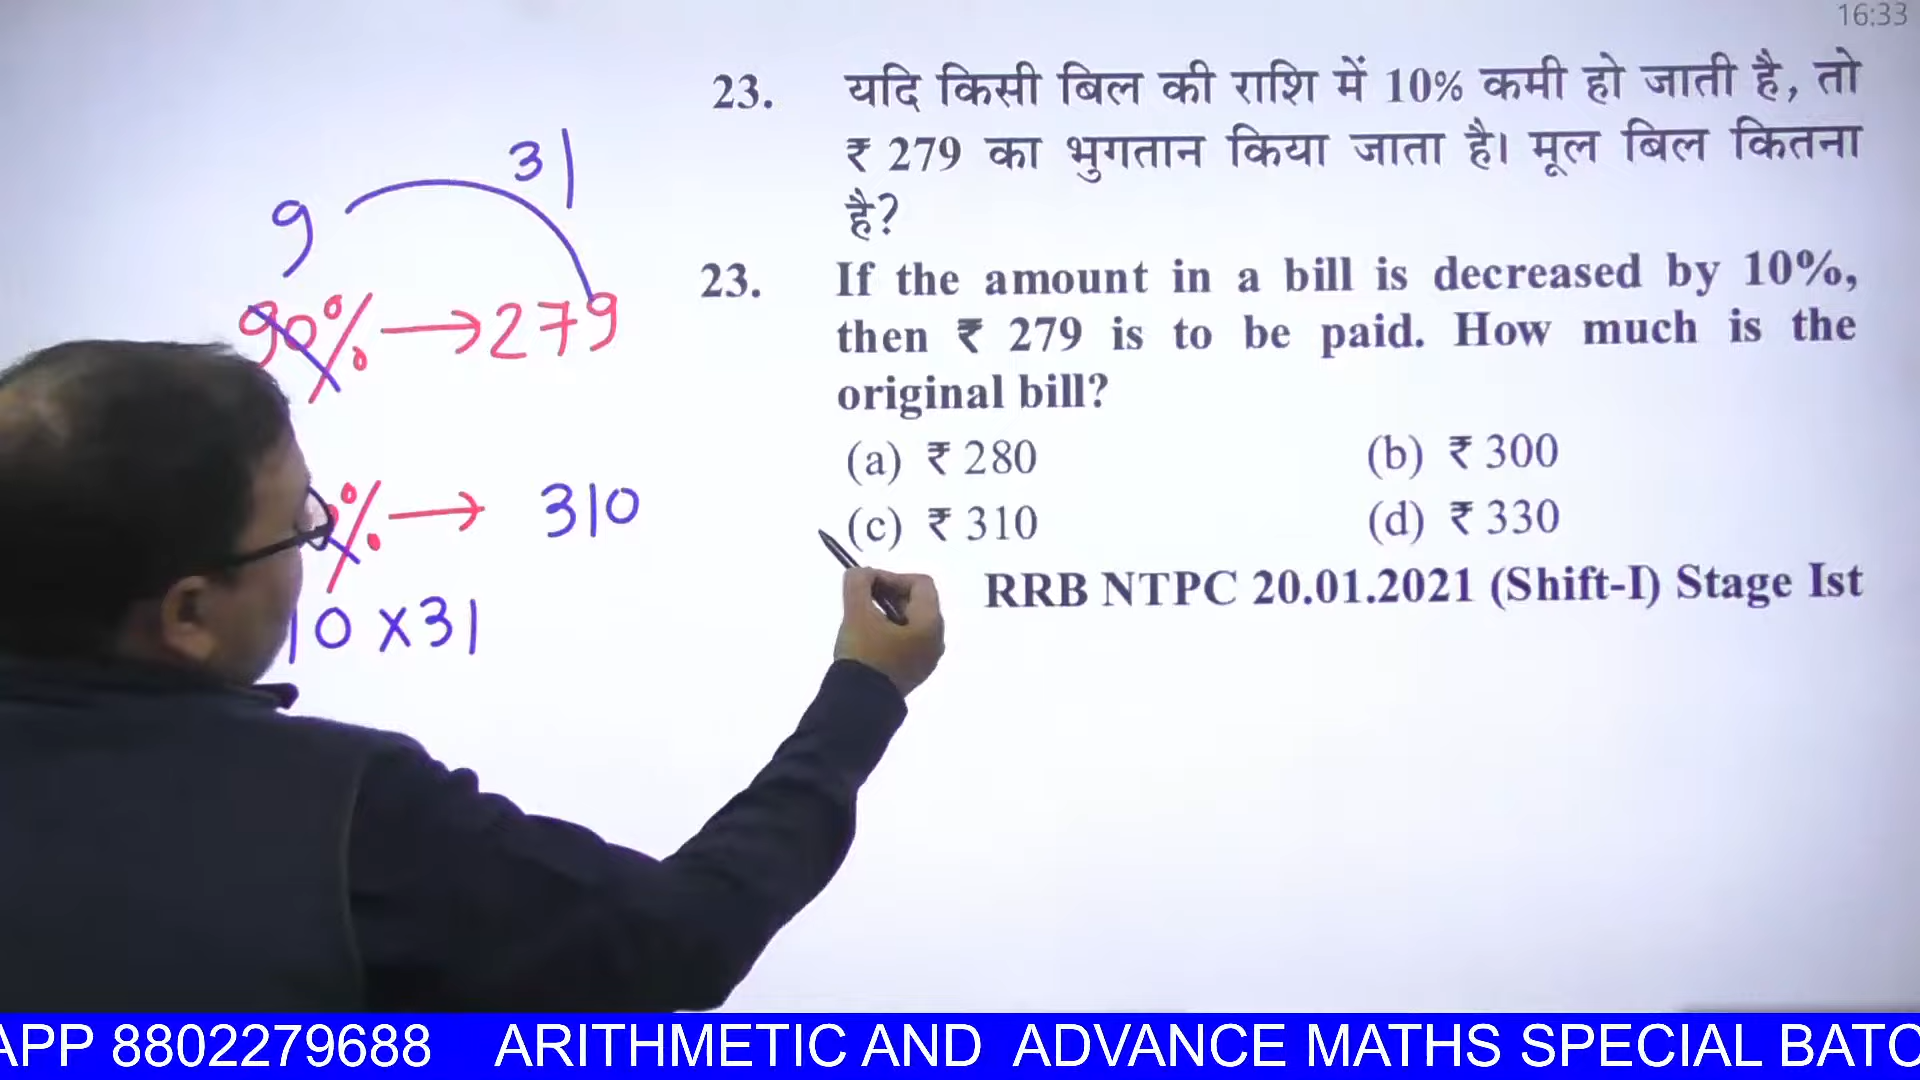 16:33
23. यदि किसी बिल की राशि में 10% कमी हो जाती है, तो
₹ 279 का भुगतान किया जाता है। मूल बिल कितना
है?
23. If the amount in a bill is decreased by 10%,
then ₹ 279 is to be paid. How much is the
original bill?
(a) ₹ 280 (b) ₹ 300
(c) ₹ 310 (d) ₹ 330
RRB NTPC 20.01.2021 (Shift-I) Stage Ist
31
9
90% → 279
% → 310
10 X31
APP 8802279688 ARITHMETIC AND ADVANCE MATHS SPECIAL BATC